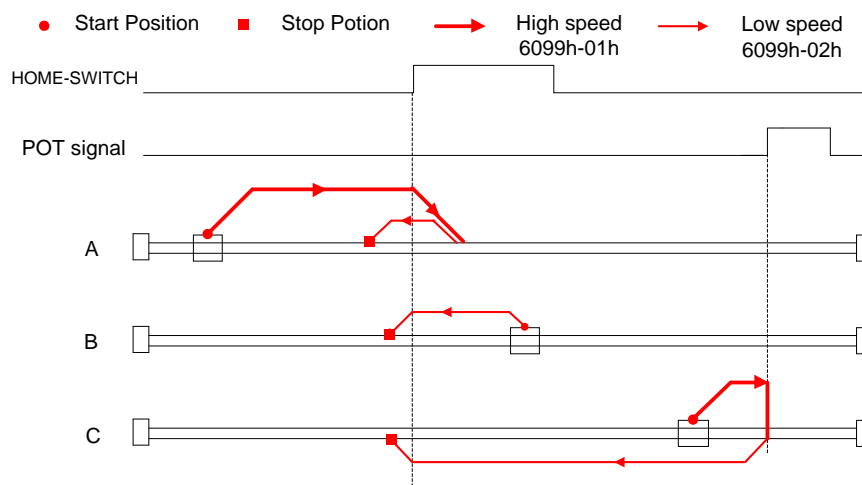 Start Position
Stop Potion
High speed
6099h-01h
Low speed
6099h-02h
HOME-SWITCH
POT signal
A
B
C